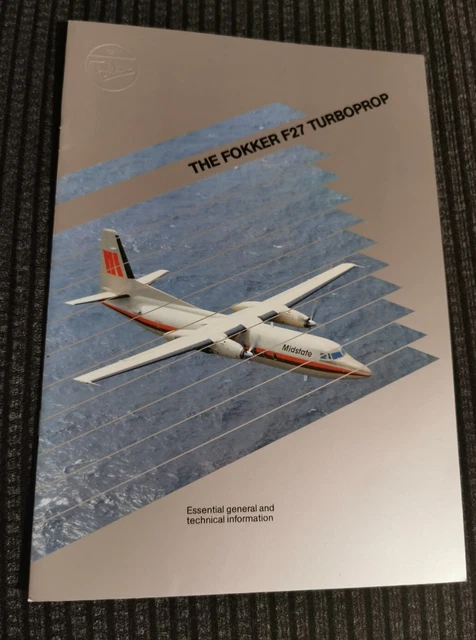 THE FOKKER F27 TURBOPROP
Midstate
Essential general and
technical information